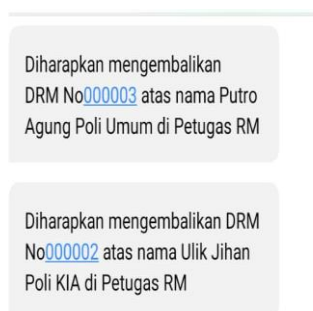 Diharapkan mengembalikan
DRM No000003 atas nama Putro
Agung Poli Umum di Petugas RM
Diharapkan mengembalikan DRM
No000002 atas nama Ulik Jihan
Poli KIA di Petugas RM